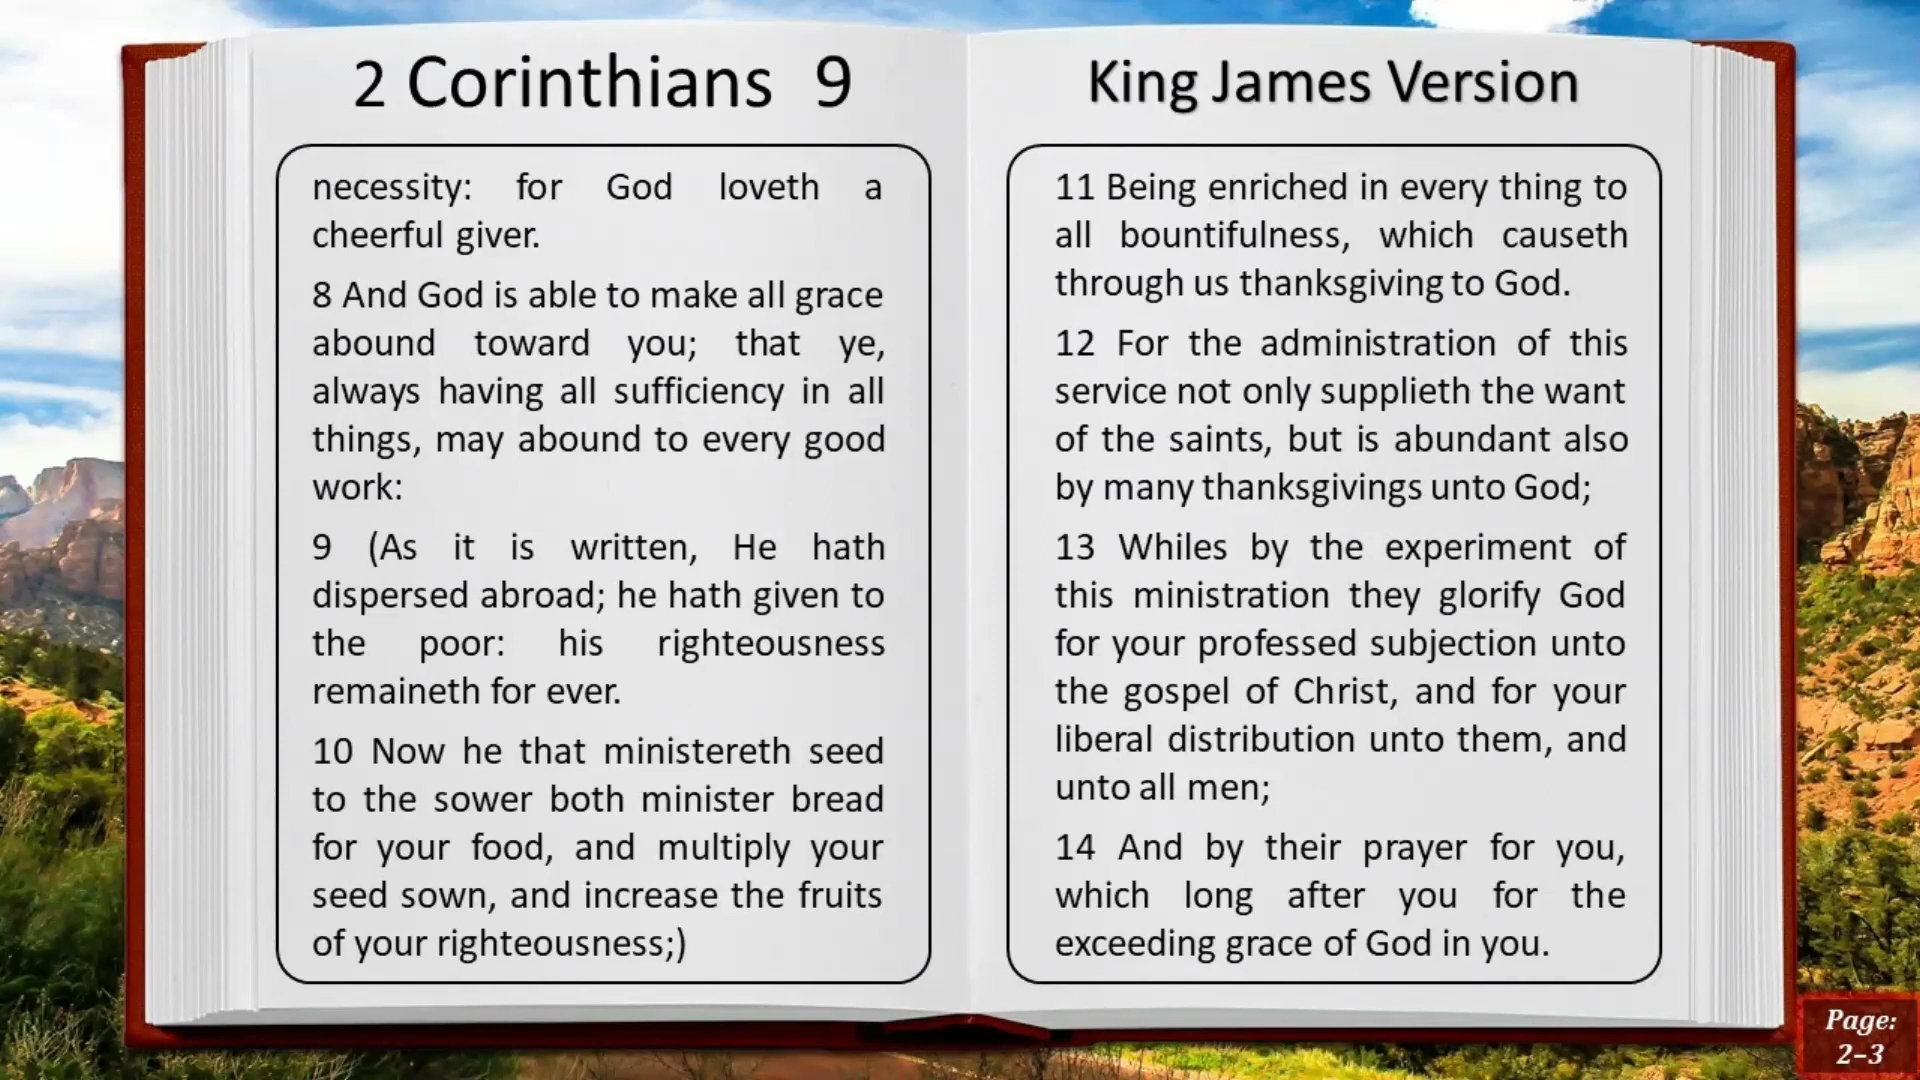 2 Corinthians 9
necessity: for God loveth a
cheerful giver.
8 And God is able to make all grace
abound toward you; that ye,
always having all sufficiency in all
things, may abound to every good
work:
9 (As it is written, He hath
dispersed abroad; he hath given to
the poor: his righteousness
remaineth for ever.
10 Now he that ministereth seed
to the sower both minister bread
for your food, and multiply your
seed sown, and increase the fruits
of your righteousness;)
King James Version
11 Being enriched in every thing to
all bountifulness, which causeth
through us thanksgiving to God.
12 For the administration of this
service not only supplieth the want
of the saints, but is abundant also
by many thanksgivings unto God;
13 Whiles by the experiment of
this ministration they glorify God
for your professed subjection unto
the gospel of Christ, and for your
liberal distribution unto them, and
unto all men;
14 And by their prayer for you,
which long after you for the
exceeding grace of God in you.
Page:
2-3